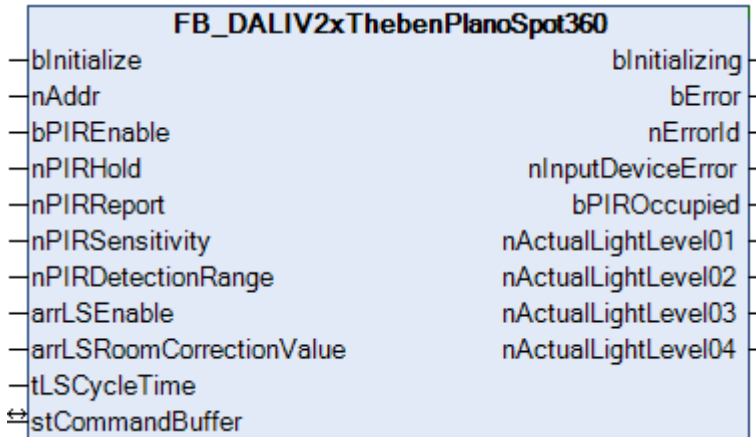 FB_DALIV2xThebenPlanoSpot360
bInitialize bInitializing
nAddr bError
bPIREnable nErrorId
nPIRHold nInputDeviceError
nPIRReport bPIROccupied
nPIRSensitivity nActualLightLevel01
nPIRDetectionRange nActualLightLevel02
arrLSEnable nActualLightLevel03
arrLSRoomCorrectionValue nActualLightLevel04
tLSCycleTime
stCommandBuffer